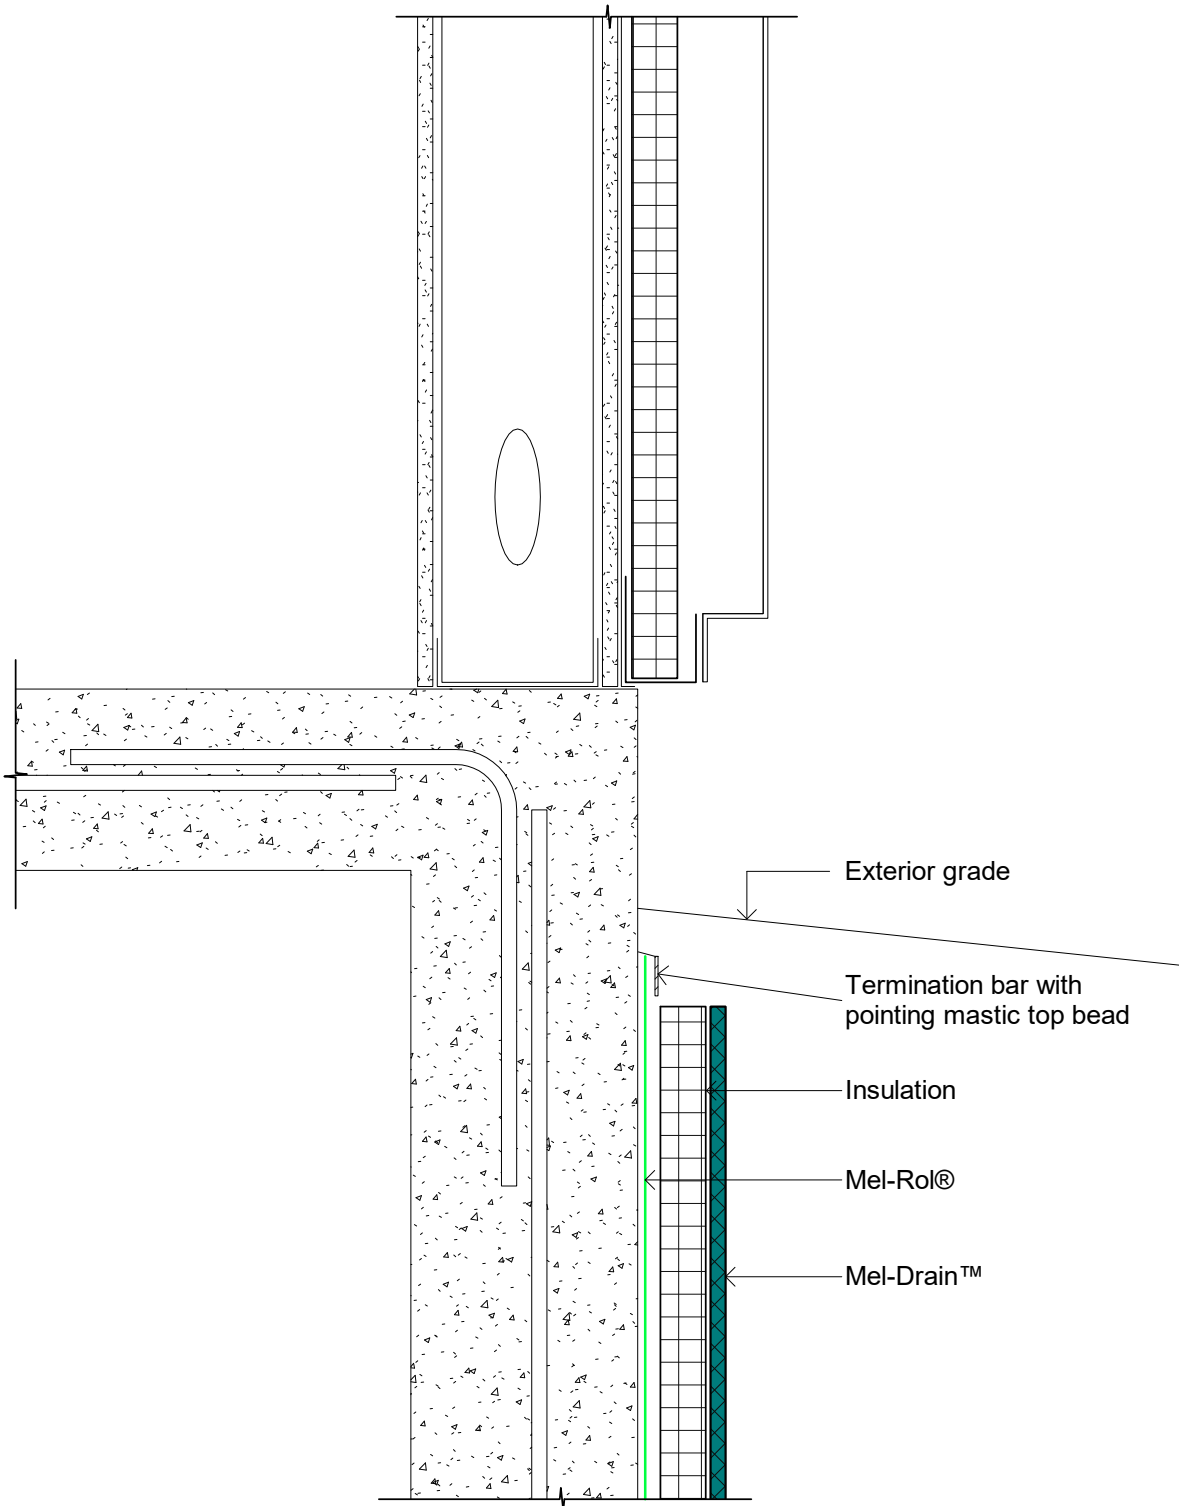 Exterior grade
Termination bar with
pointing mastic top bead
Insulation
Mel-Rol®
Mel-Drain™